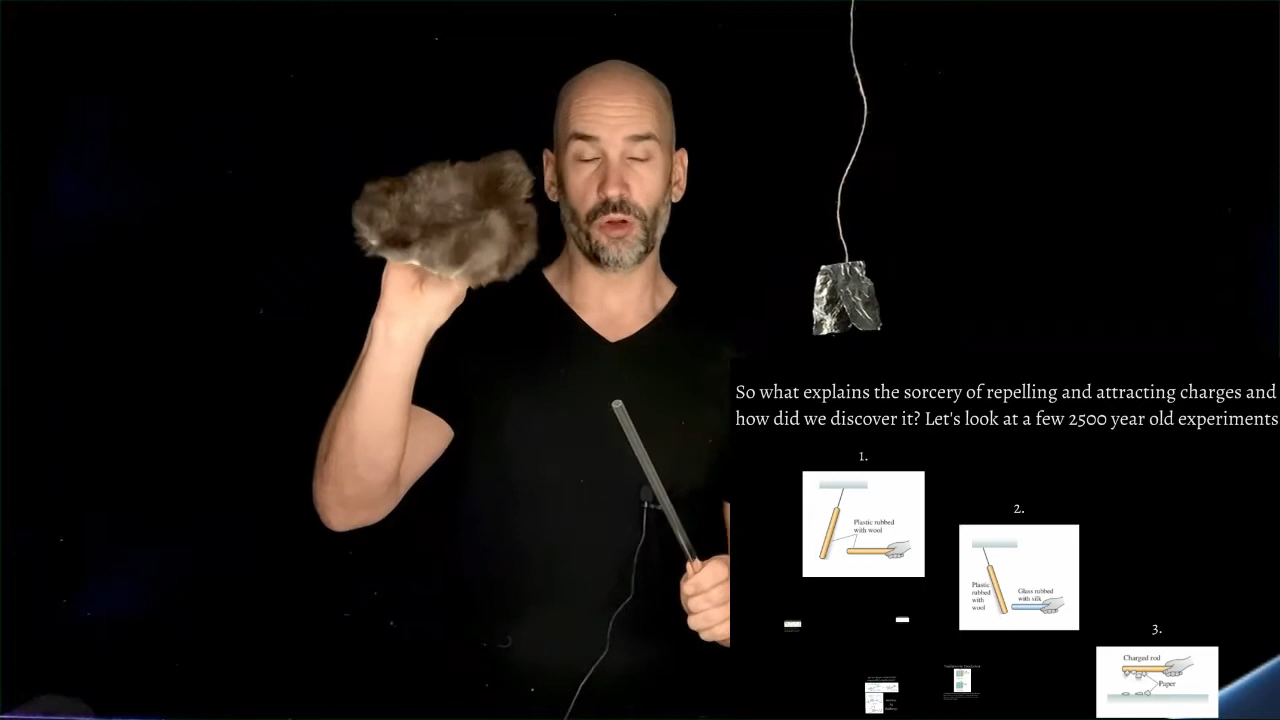 So what explains the sorcery of repelling and attracting charges and
how did we discover it? Let's look at a few 2500 year old experiments
1.
Plastic rubbed
with wool
2.
Plastic
rubbed
with
wool
Glass rubbed
with silk
3.
Charged rod
Paper